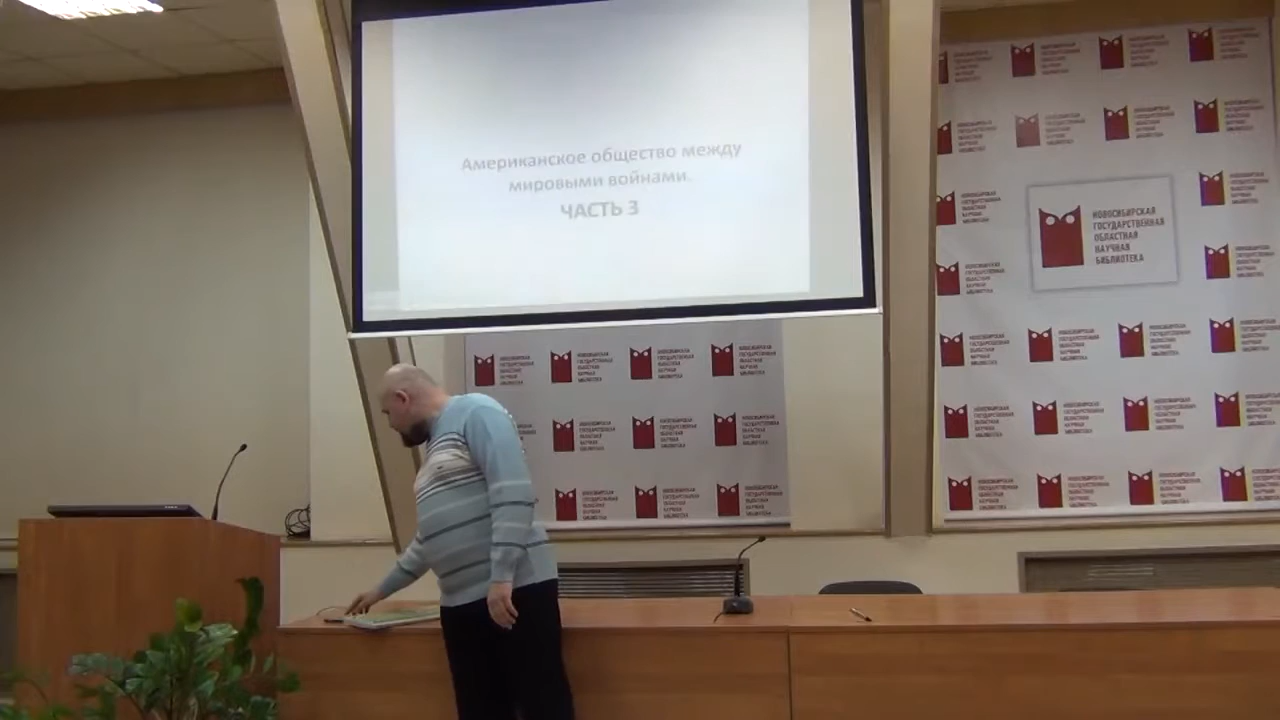 Американское общество между
мировыми войнами.
ЧАСТЬ 3
НОВОСИБИРСКАЯ
ГОСУДАРСТВЕННАЯ
ОБЛАСТНАЯ
НАУЧНАЯ
БИБЛИОТЕКА